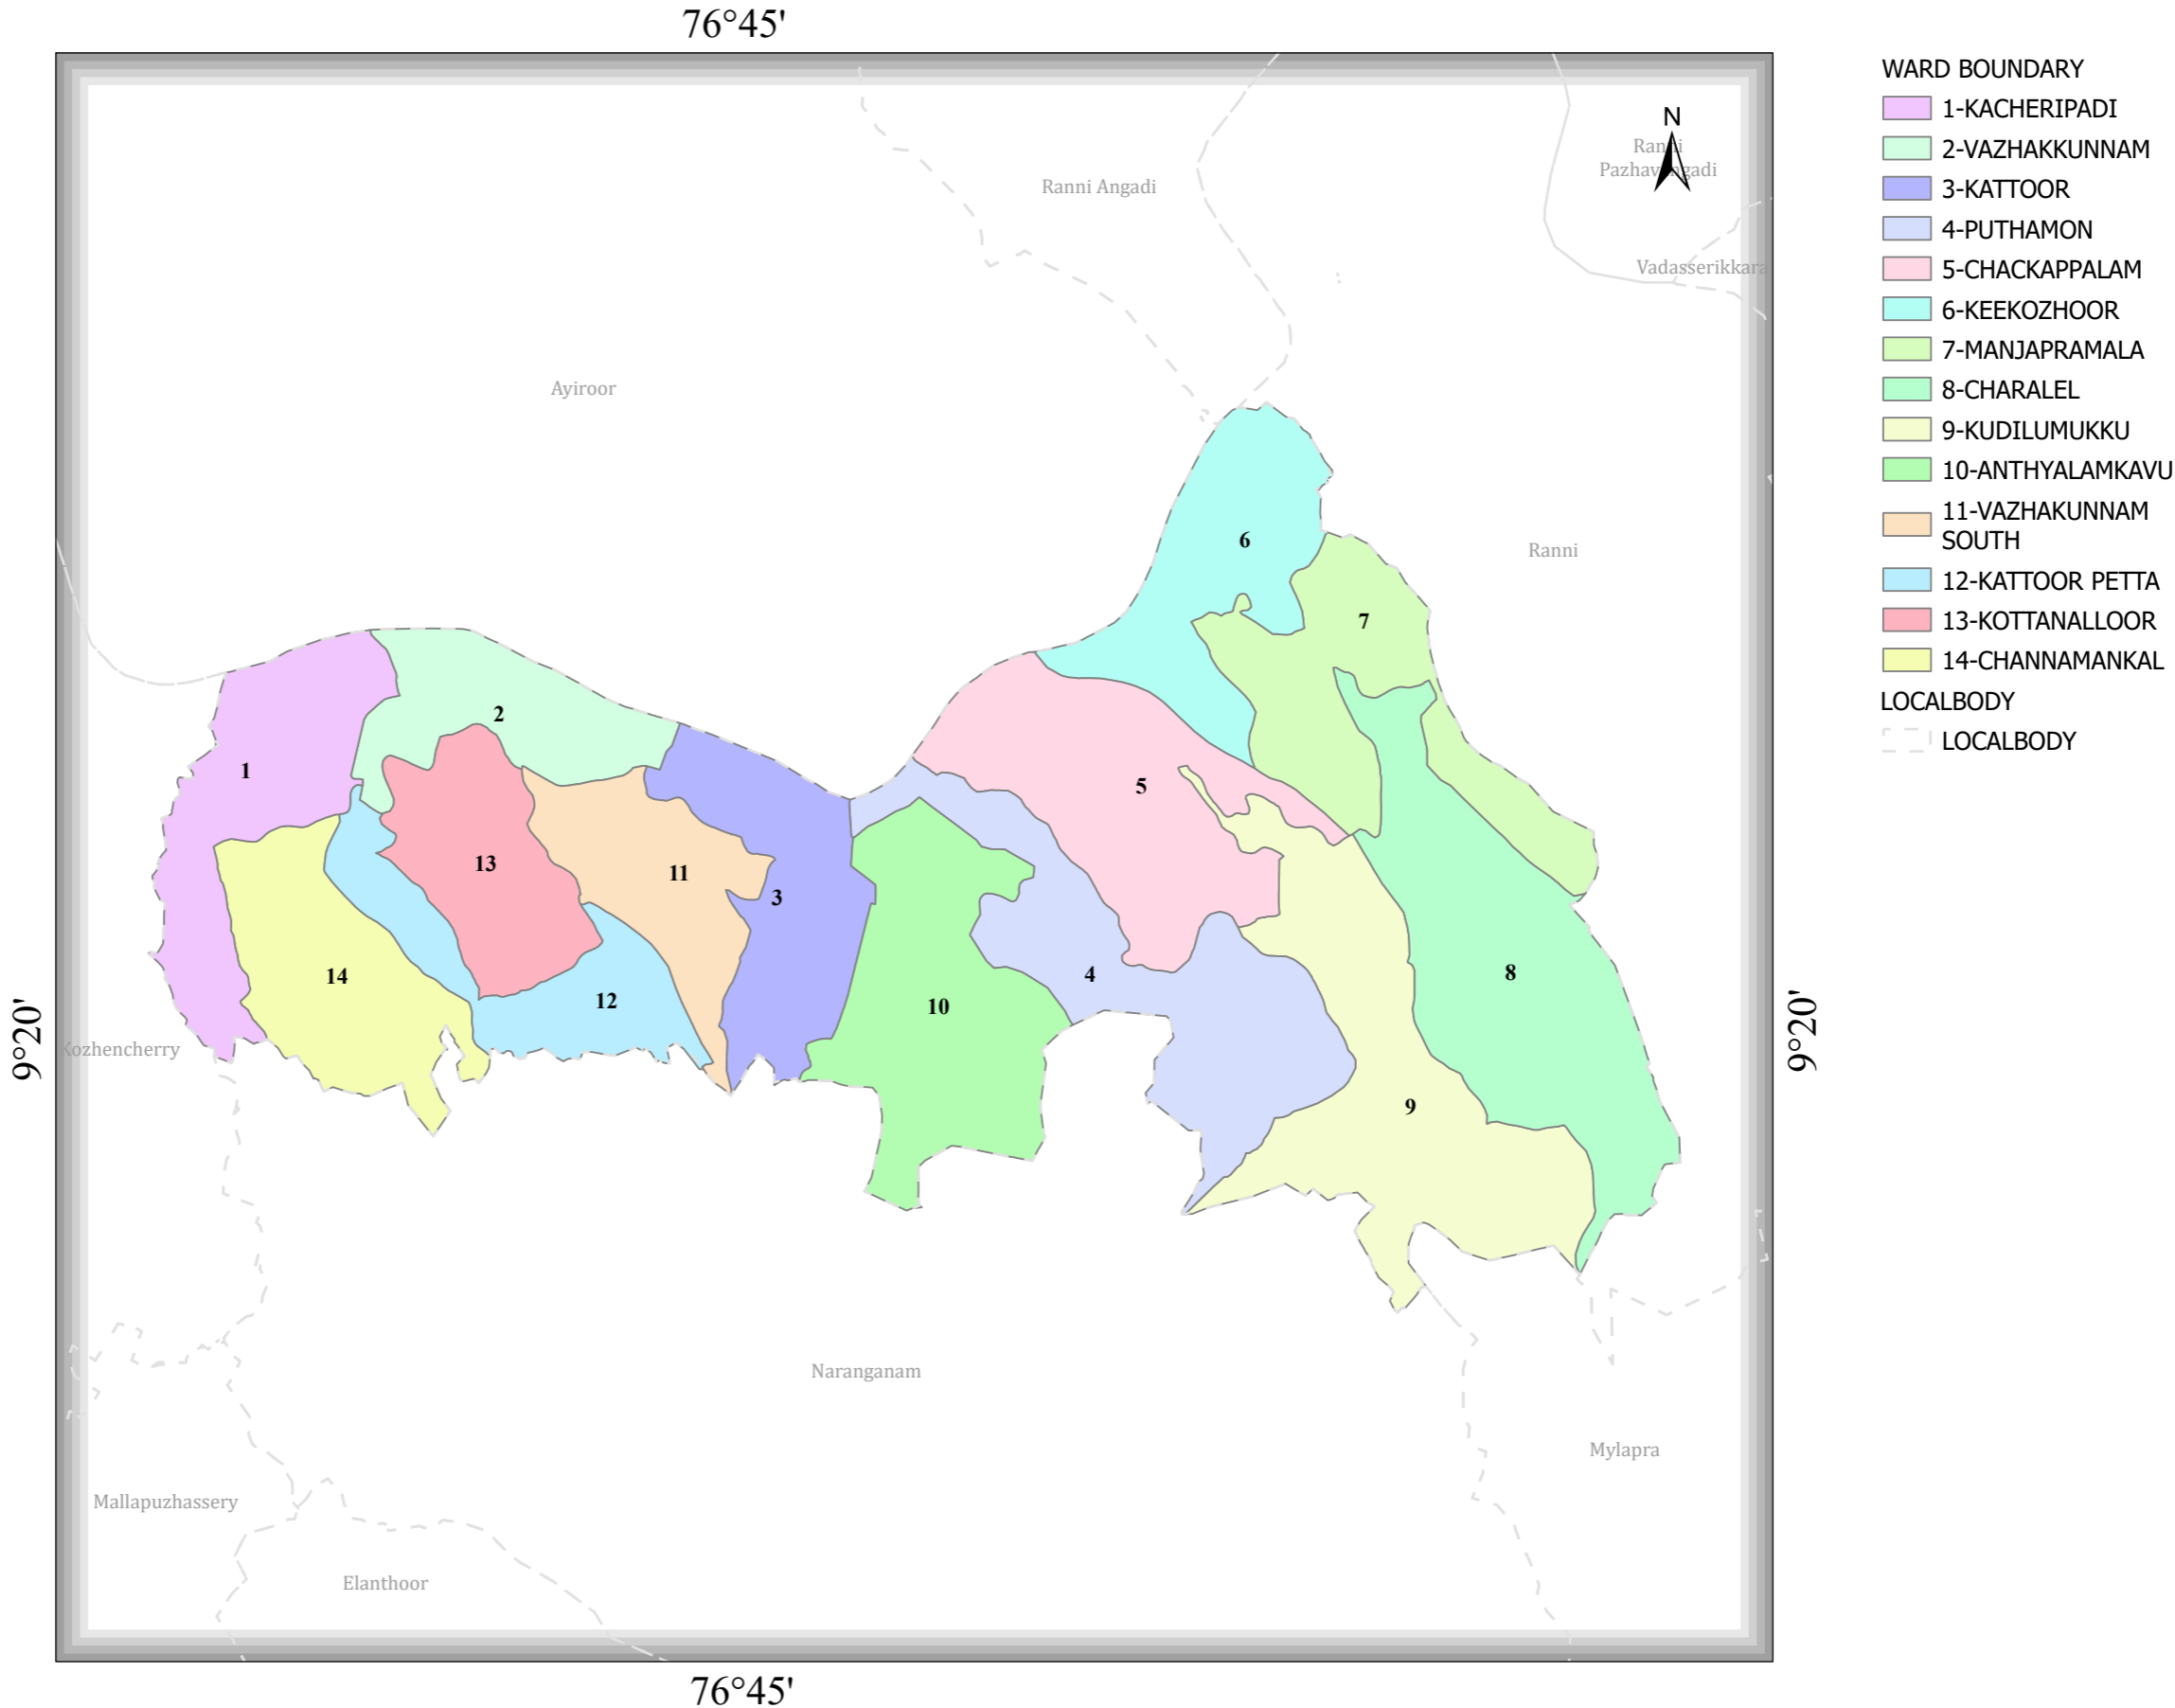 76°45'
WARD BOUNDARY
1-KACHERIPADI
2-VAZHAKKUNNAM
3-KATTOOR
4-PUTHAMON
5-CHACKAPPALAM
6-KEEKOZHOOR
7-MANJAPRAMALA
8-CHARALEL
9-KUDILUMUKKU
10-ANTHYALAMKAVU
11-VAZHAKUNNAM
SOUTH
12-KATTOOR PETTA
13-KOTTANALLOOR
14-CHANNAMANKAL
LOCALBODY
LOCALBODY
N
Ranni
Pazhavangadi
Ranni Angadi
Vadasserikkara
Ayiroor
6
Ranni
7
2
1
5
13
11
3
8
4
14
12
10
9°20'
9°20'
Kozhencherry
9
Naranganam
Mylapra
Mallapuzhassery
Elanthoor
76°45'